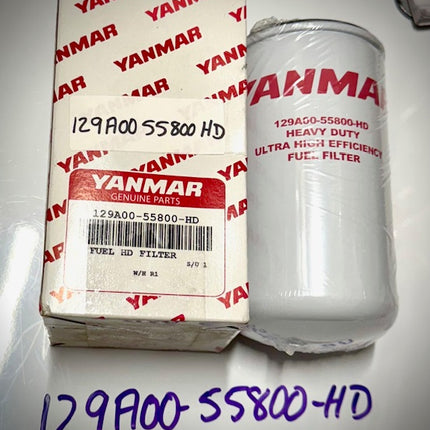 YANMAR
129A00 55800 HD
YANMAR
GENUINE PARTS
129A00-55800-HD
FUEL HD FILTER
S/U 1
W/H R1
YANMAR
YANMAR
129A00-55800-HD
HEAVY DUTY
ULTRA HIGH EFFICIENCY
FUEL FILTER
129A00-55800-HD